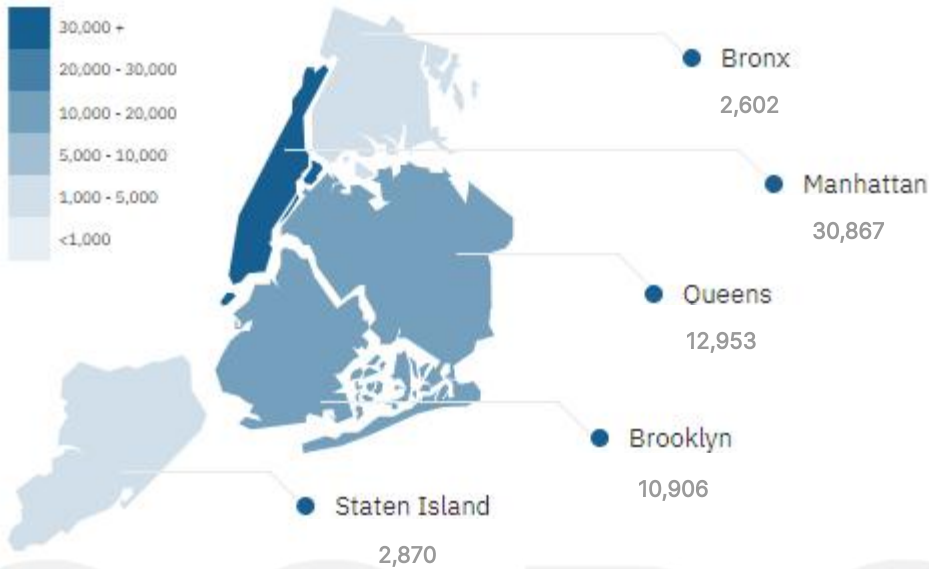 30,000 +
20,000 - 30,000
10,000 - 20,000
5,000 - 10,000
1,000 - 5,000
<1,000
Bronx
2,602
Manhattan
30,867
Oueens
12,953
Brooklyn
10,906
Staten Island
2,870